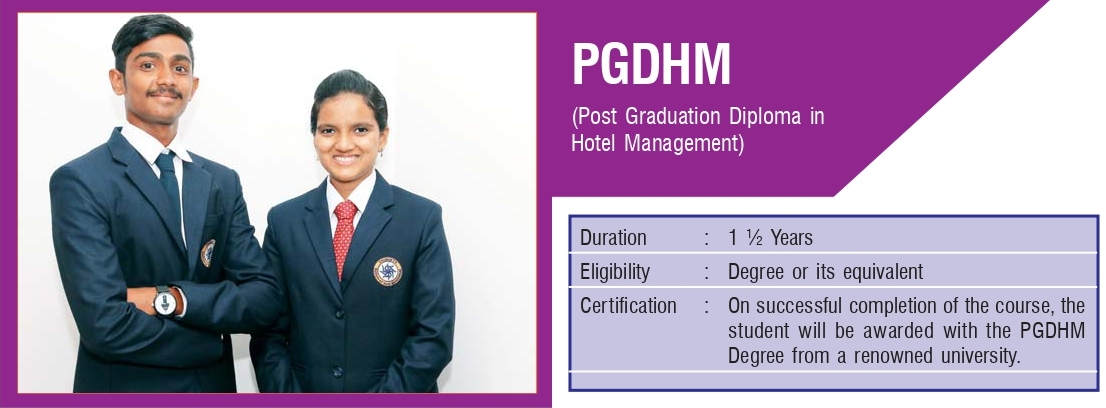 PGDHM
(Post Graduation Diploma in
Hotel Management)
Duration : 1 ½ Years
Eligibility : Degree or its equivalent
Certification : On successful completion of the course, the
student will be awarded with the PGDHM
Degree from a renowned university.